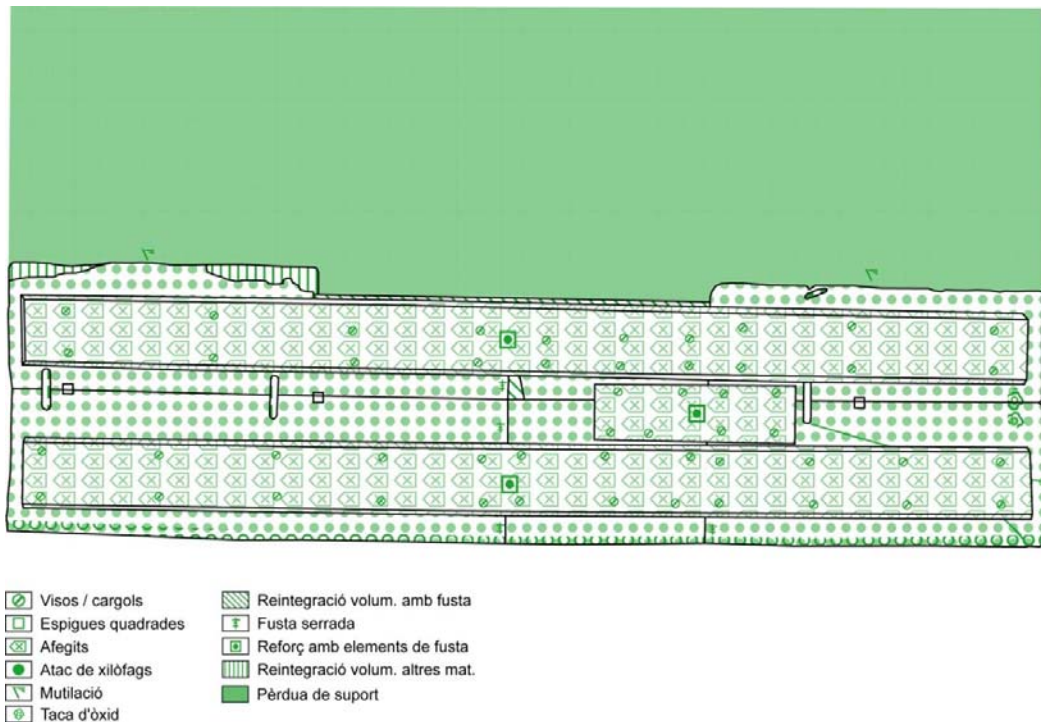 Visos / cargols
Espigues quadrades
Afegits
Atac de xilòfags
Mutilació
Taca d'òxid
Reintegració volum. amb fusta
Fusta serrada
Reforç amb elements de fusta
Reintegració volum. altres mat.
Pèrdua de suport